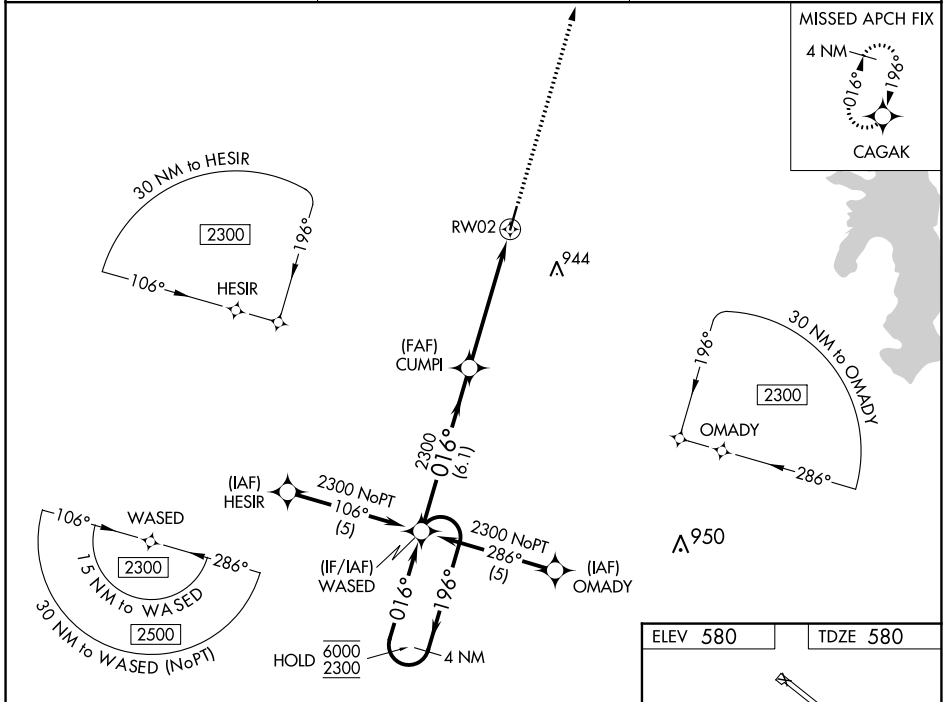 MISSED APCH FIX
4 NM
016°
196°
CAGAK
30 NM to HESIR
2300
196°
106°
HESIR
RW02
944
(FAF)
CUMPI
30 NM to OMADY
196°
2300
OMADY
286°
2300
016°
(6.1)
(IAF)
HESIR
2300 NoPT
106°
(5)
2300 NoPT
286°
(5)
(IAF)
OMADY
950
106°
WASED
286°
2300
15 NM to WASED
2500
30 NM to WASED (NoPT)
(IF/IAF)
WASED
016°
196°
HOLD
6000
2300
4 NM
ELEV 580
TDZE 580